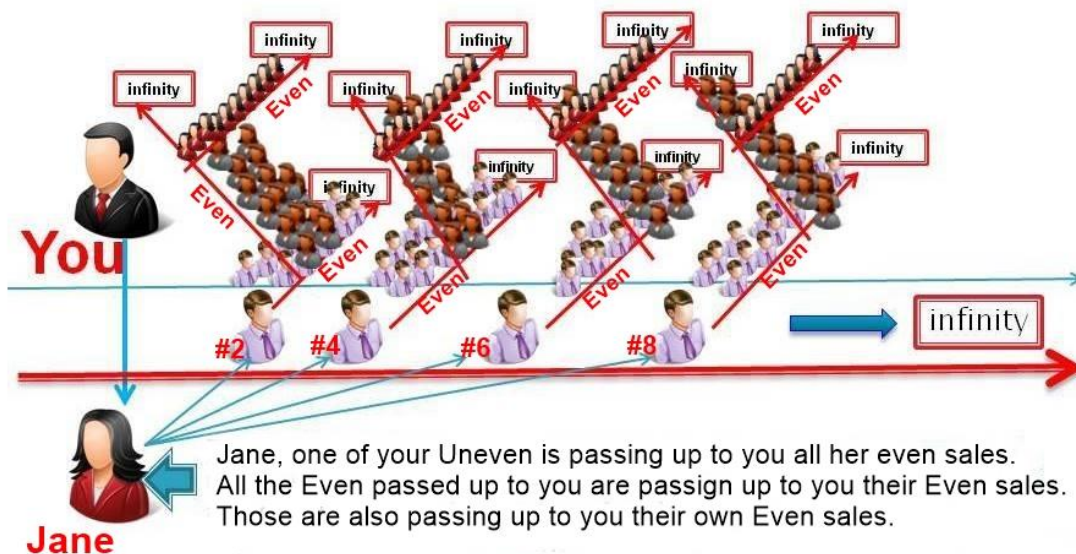 infinity infinity infinity infinity
infinity infinity infinity infinity
Even Even Even Even
infinity infinity infinity infinity
Even
You
Even Even Even Even
infinity
#2 #4 #6 #8
Jane, one of your Uneven is passing up to you all her even sales.
All the Even passed up to you are passign up to you their Even sales.
Those are also passing up to you their own Even sales.
Jane